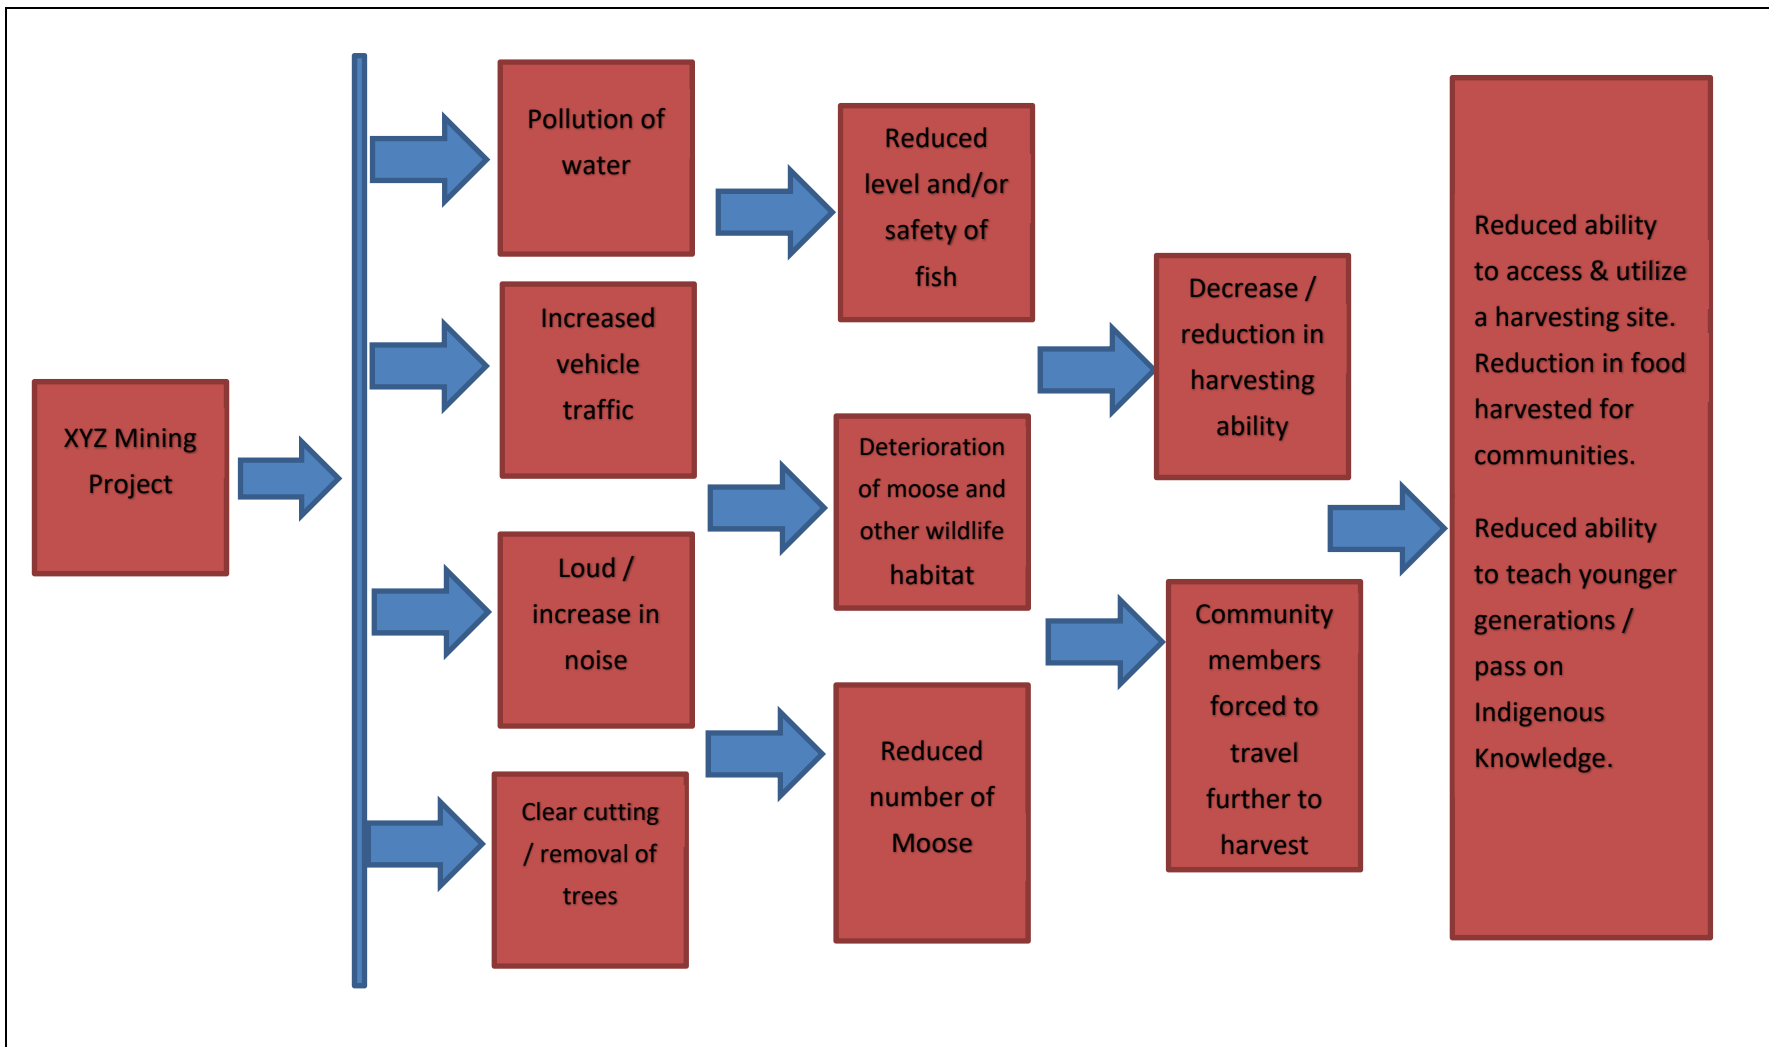 XYZ Mining
Project
Pollution of
water
Increased
vehicle
traffic
Loud /
increase in
noise
Clear cutting
/ removal of
trees
Reduced
level and/or
safety of
fish
Deterioration
of moose and
other wildlife
habitat
Reduced
number of
Moose
Decrease /
reduction in
harvesting
ability
Community
members
forced to
travel
further to
harvest
Reduced ability
to access & utilize
a harvesting site.
Reduction in food
harvested for
communities.
Reduced ability
to teach younger
generations /
pass on
Indigenous
Knowledge.